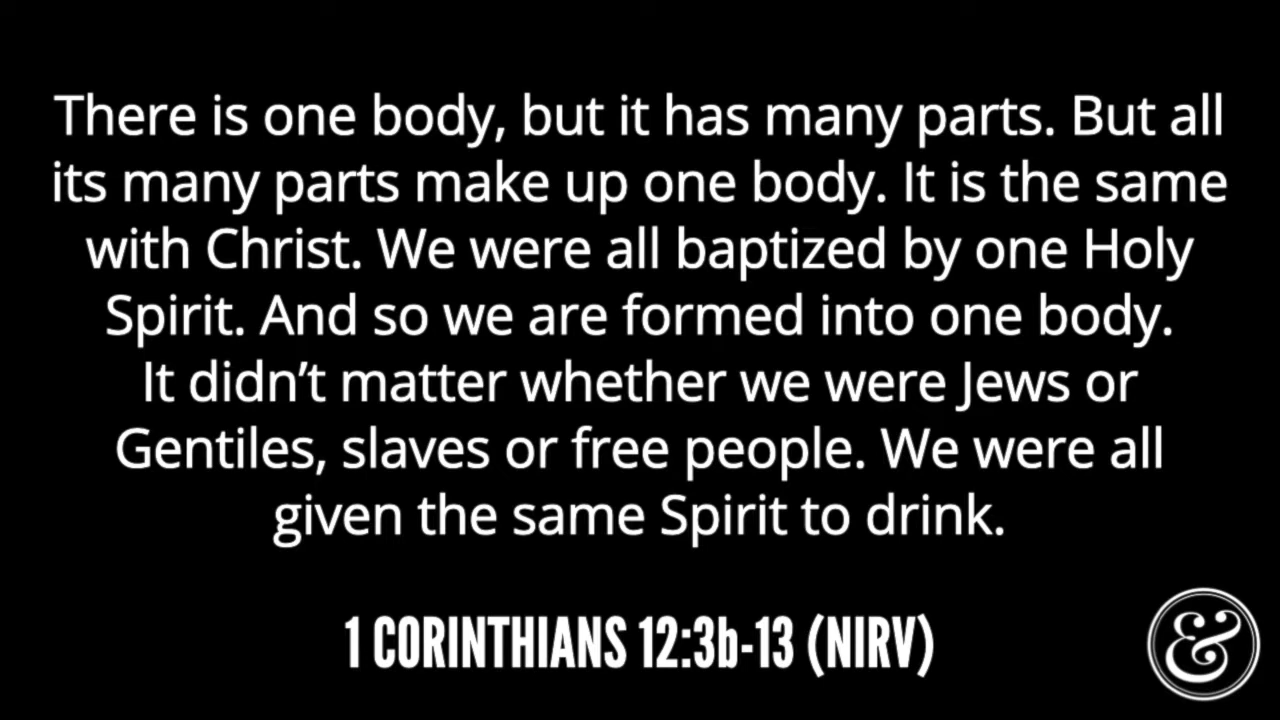 There is one body, but it has many parts. But all
its many parts make up one body. It is the same
with Christ. We were all baptized by one Holy
Spirit. And so we are formed into one body.
It didn’t matter whether we were Jews or
Gentiles, slaves or free people. We were all
given the same Spirit to drink.
1 CORINTHIANS 12:3b-13 (NIRV)
&